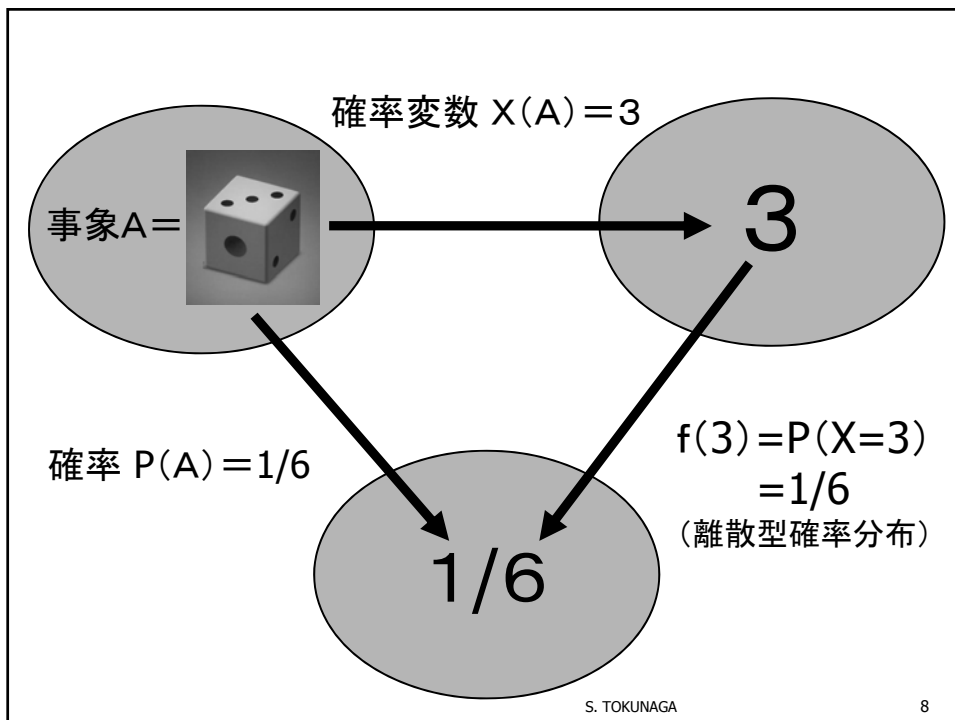 確率変数 X(A)=3
事象A=
3
確率 P(A)=1/6
f(3)=P(X=3)
=1/6
(離散型確率分布)
1/6
S. TOKUNAGA
8